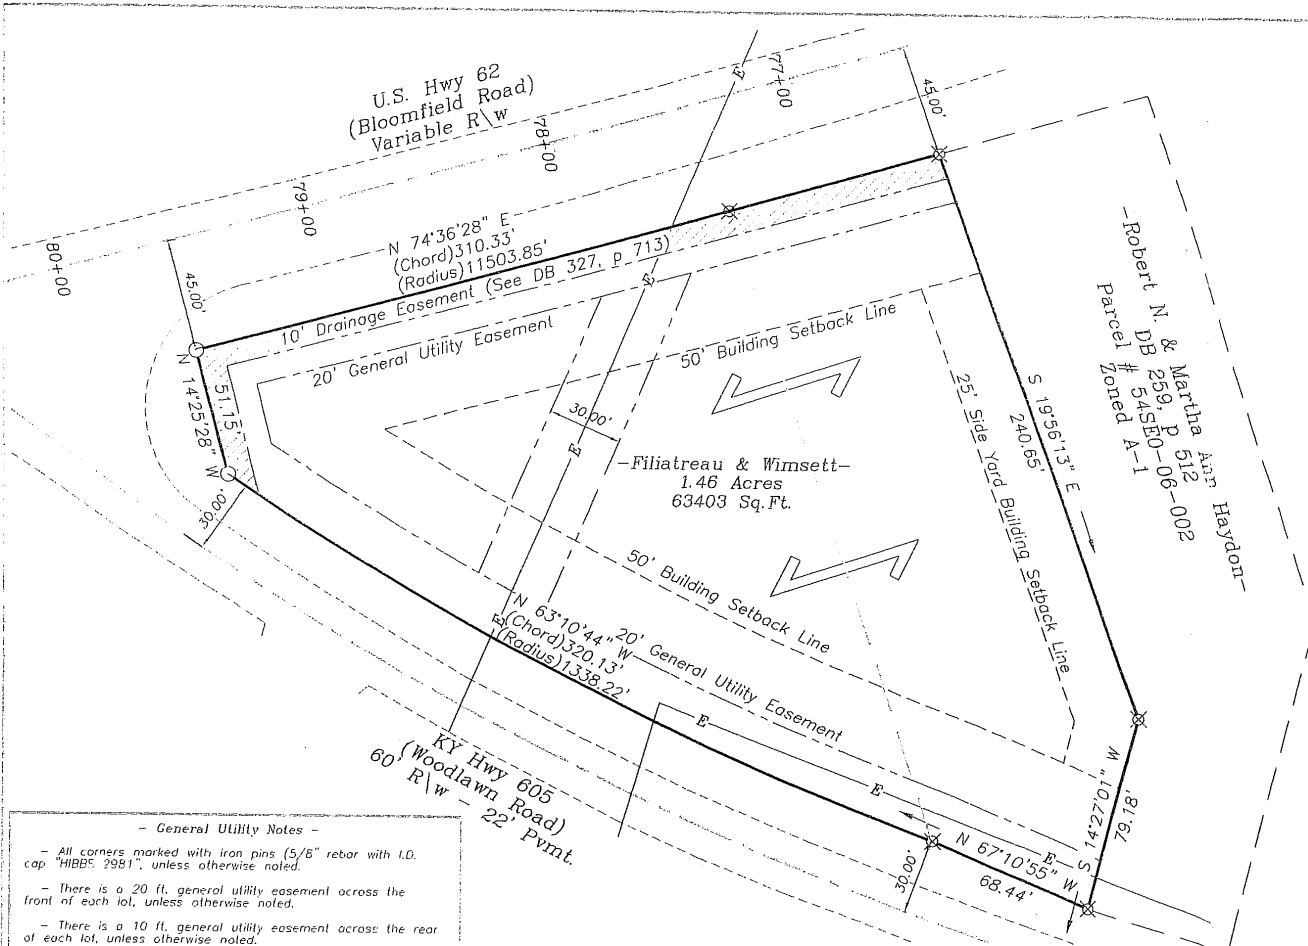 U.S. Hwy 62
(Bloomfield Road)
Variable R\w
77+00
78+00
79+00
80+00
45.00'
45.00'
N 74°36'28" E
(Chord)310.33'
(Radius)11503.85'
10' Drainage Easement (See DB 327, p 713)
20' General Utility Easement
50' Building Setback Line
E
E
E
E
30.00'
N 14°25'28" W
51.15'
30.00'
-Filiatreau & Wimsett-
1.46 Acres
63403 Sq.Ft.
25' Side Yard Building Setback Line
S 19°56'13" E
240.65'
-Robert N. & Martha Ann Haydon-
DB 259, p 512
Parcel # 54SE0-06-002
Zoned A-1
50' Building Setback Line
N 63°10'44" W
(Chord)320.13'
(Radius)1338.22'
20' General Utility Easement
E
E
E
KY Hwy 605
(Woodlawn Road)
60' R\w - 22' Pvmt.
S 14°27'01" W
79.18'
N 67°10'55" W
68.44'
30.00'
- General Utility Notes -
- All corners marked with iron pins (5/8" rebar with I.D.
cap "HIBBS 2981", unless otherwise noted.
- There is a 20 ft. general utility easement across the
front of each lot, unless otherwise noted.
- There is a 10 ft. general utility easement across the rear
of each lot, unless otherwise noted.